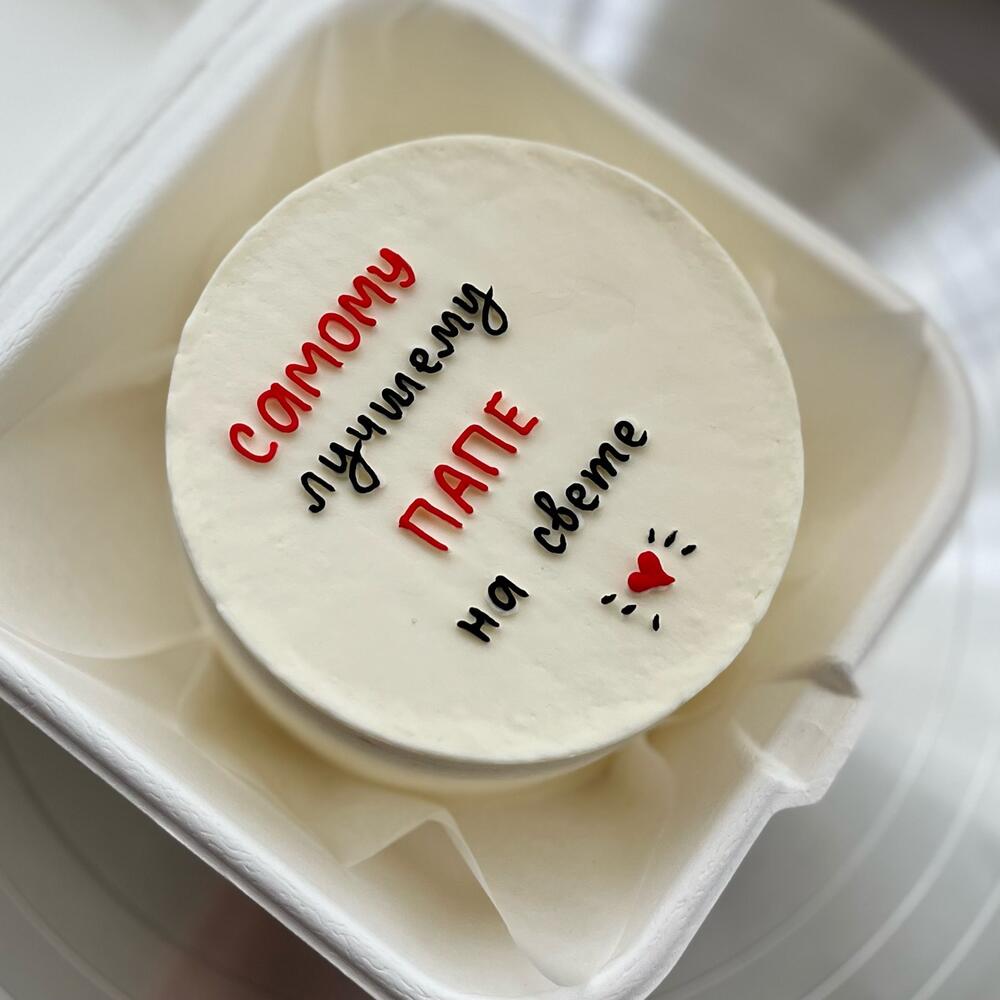 самому
лучшему
ПАПЕ
на свете